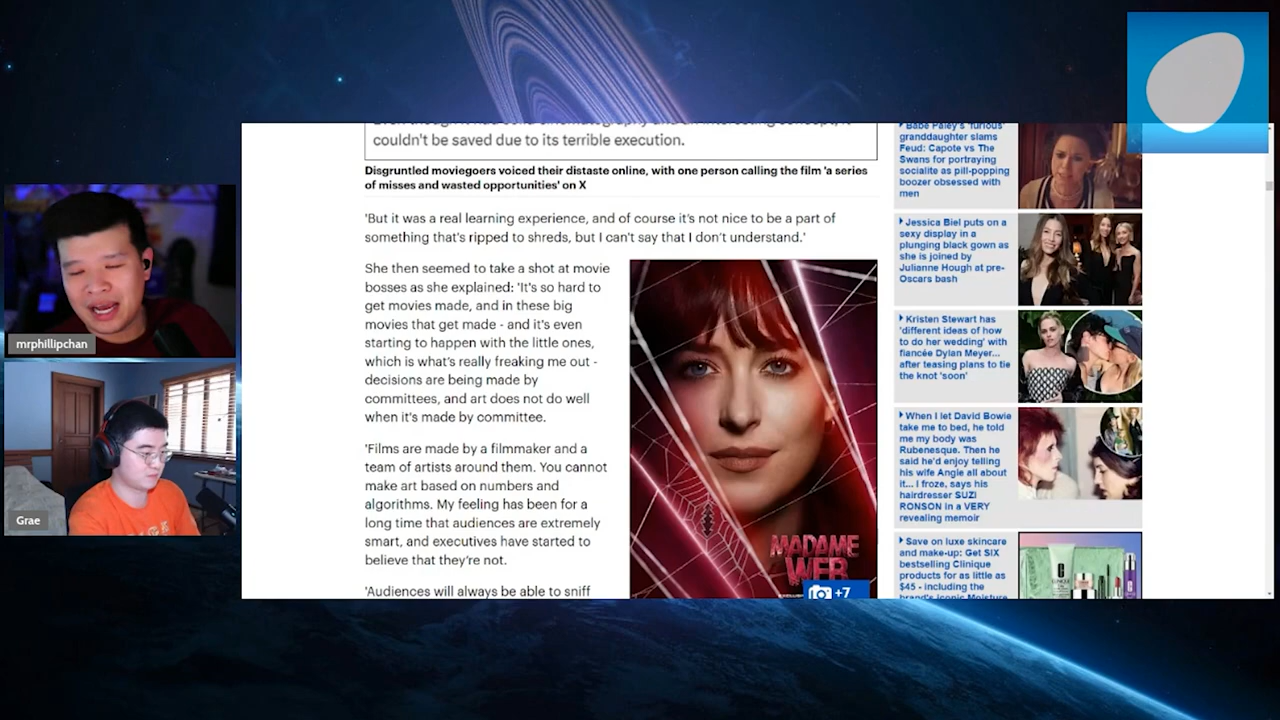 couldn't be saved due to its terrible execution.
Disgruntled moviegoers voiced their distaste online, with one person calling the film 'a series
of misses and wasted opportunities' on X
'But it was a real learning experience, and of course it's not nice to be a part of
something that's ripped to shreds, but I can't say that I don't understand.'
She then seemed to take a shot at movie
bosses as she explained: 'It's so hard to
get movies made, and in these big
movies that get made - and it's even
starting to happen with the little ones,
which is what's really freaking me out -
decisions are being made by
committees, and art does not do well
when it's made by committee.
'Films are made by a filmmaker and a
team of artists around them. You cannot
make art based on numbers and
algorithms. My feeling has been for a
long time that audiences are extremely
smart, and executives have started to
believe that they're not.
'Audiences will always be able to sniff
MADAME
WEB
+7
Babe Paley's 'furious'
granddaughter slams
Feud: Capote vs The
Swans for portraying
socialite as pill-popping
boozer obsessed with
men
Jessica Biel puts on a
sexy display in a
plunging black gown as
she is joined by
Julianne Hough at pre-
Oscars bash
Kristen Stewart has
'different ideas of how
to do her wedding' with
fiancée Dylan Meyer...
after teasing plans to tie
the knot 'soon'
When I let David Bowie
take me to bed, he told
me my body was
Rubenesque. Then he
said he'd enjoy telling
his wife Angie all about
it... I froze, says his
hairdresser SUZI
RONSON in a VERY
revealing memoir
Save on luxe skincare
and make-up: Get SIX
bestselling Clinique
products for as little as
$45 - including the
brand's iconic Moisture
mrphillipchan
Grae